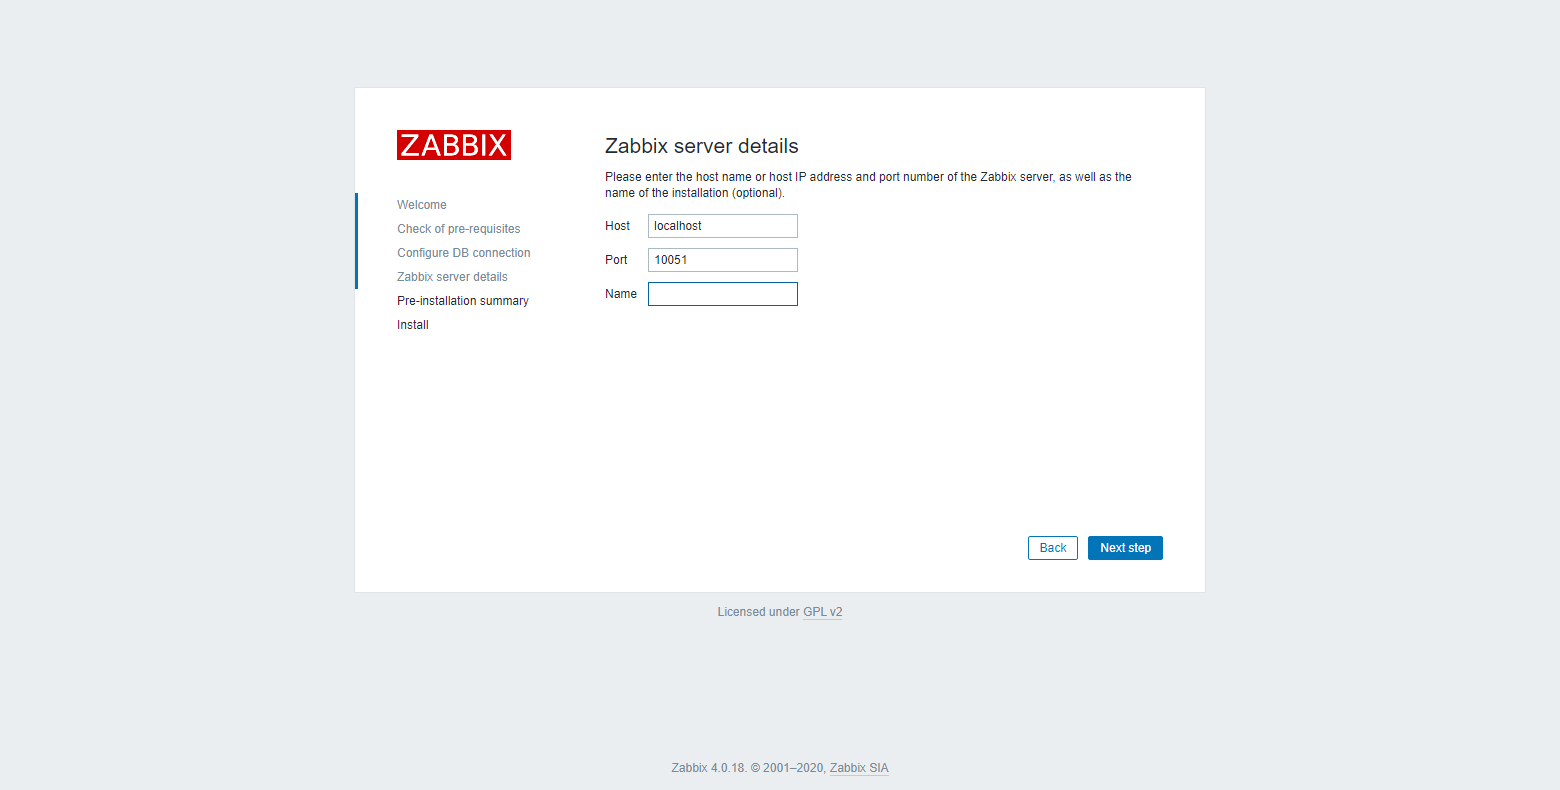 ZABBIX
Welcome
Check of pre-requisites
Configure DB connection
Zabbix server details
Pre-installation summary
Install
Zabbix server details
Please enter the host name or host IP address and port number of the Zabbix server, as well as the
name of the installation (optional).
Host localhost
Port 10051
Name
Back Next step
Licensed under GPL v2
Zabbix 4.0.18. © 2001–2020, Zabbix SIA